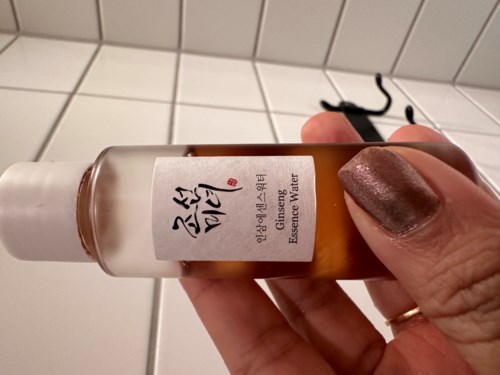 조선
미녀
인삼에센스워터
Ginseng
Essence Water